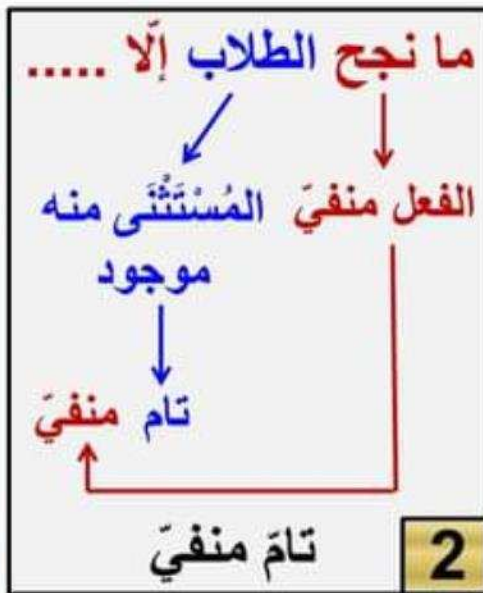 ما نجح الطلاب إلّا .....
الفعل منفيّ المُسْتَثْنَى منه
موجود
تام منفيّ
تامّ منفيّ
2